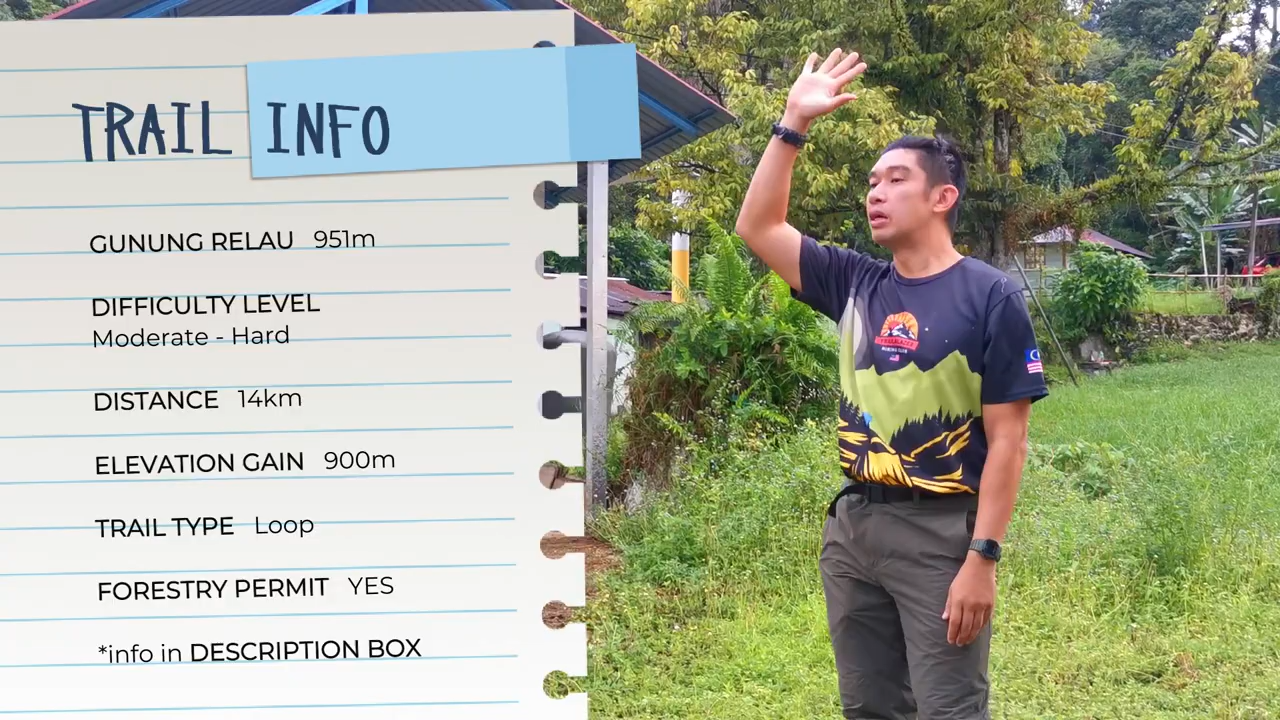 TRAIL INFO
GUNUNG RELAU 951m
DIFFICULTY LEVEL
Moderate - Hard
DISTANCE 14km
ELEVATION GAIN 900m
TRAIL TYPE Loop
FORESTRY PERMIT YES
*info in DESCRIPTION BOX